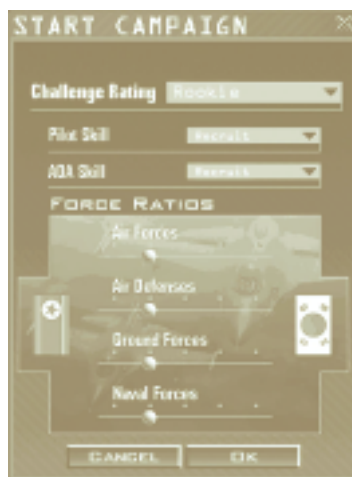 START CAMPAIGN
Challenge Rating Rookie
Pilot Skill Recruit
ADA Skill Recruit
FORCE RATIOS
Air Forces
Air Defenses
Ground Forces
Naval Forces
CANCEL OK